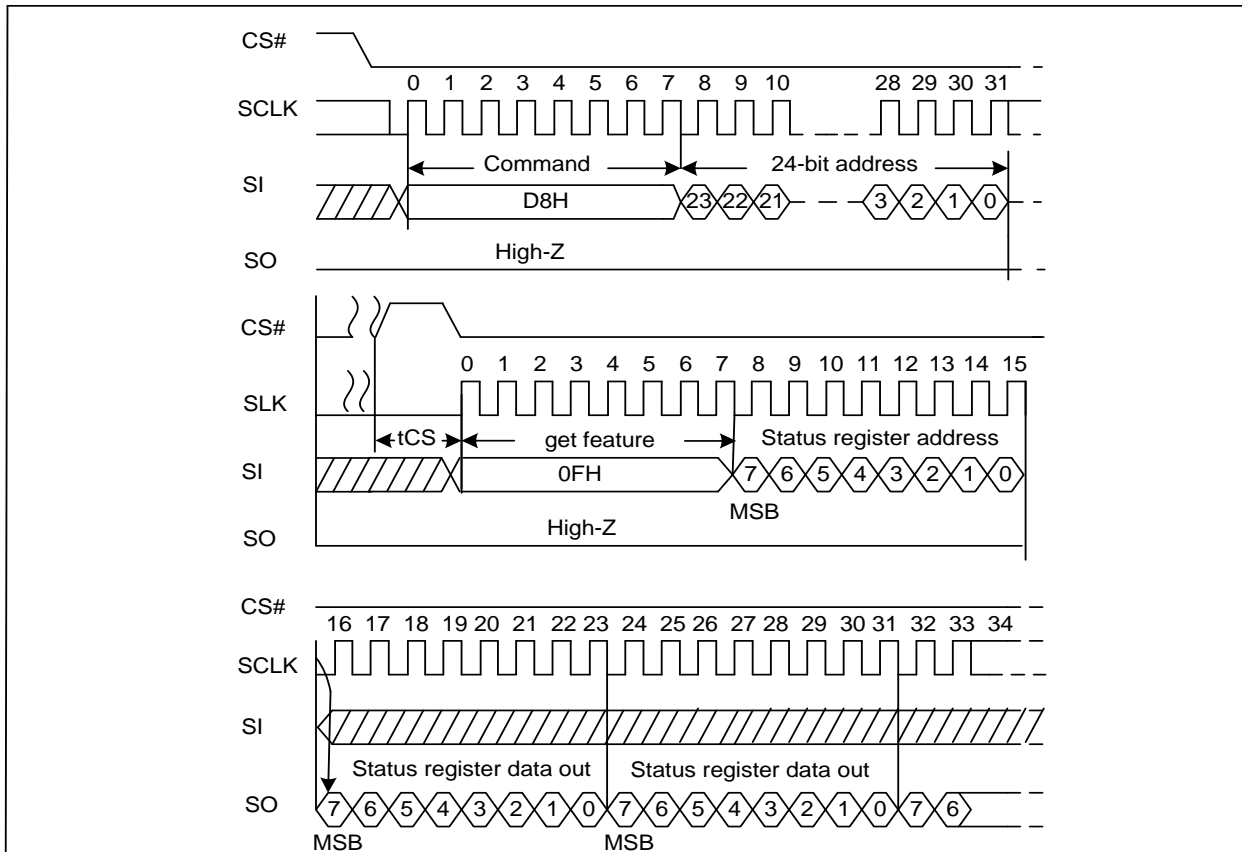 CS#
0 1 2 3 4 5 6 7 8 9 10 28 29 30 31
SCLK
Command 24-bit address
SI D8H 23 22 21 3 2 1 0
High-Z
SO
CS#
0 1 2 3 4 5 6 7 8 9 10 11 12 13 14 15
SLK
tCS get feature Status register address
SI 0FH 7 6 5 4 3 2 1 0
MSB
High-Z
SO
CS#
16 17 18 19 20 21 22 23 24 25 26 27 28 29 30 31 32 33 34
SCLK
SI
Status register data out Status register data out
SO 7 6 5 4 3 2 1 0 7 6 5 4 3 2 1 0 7 6
MSB MSB